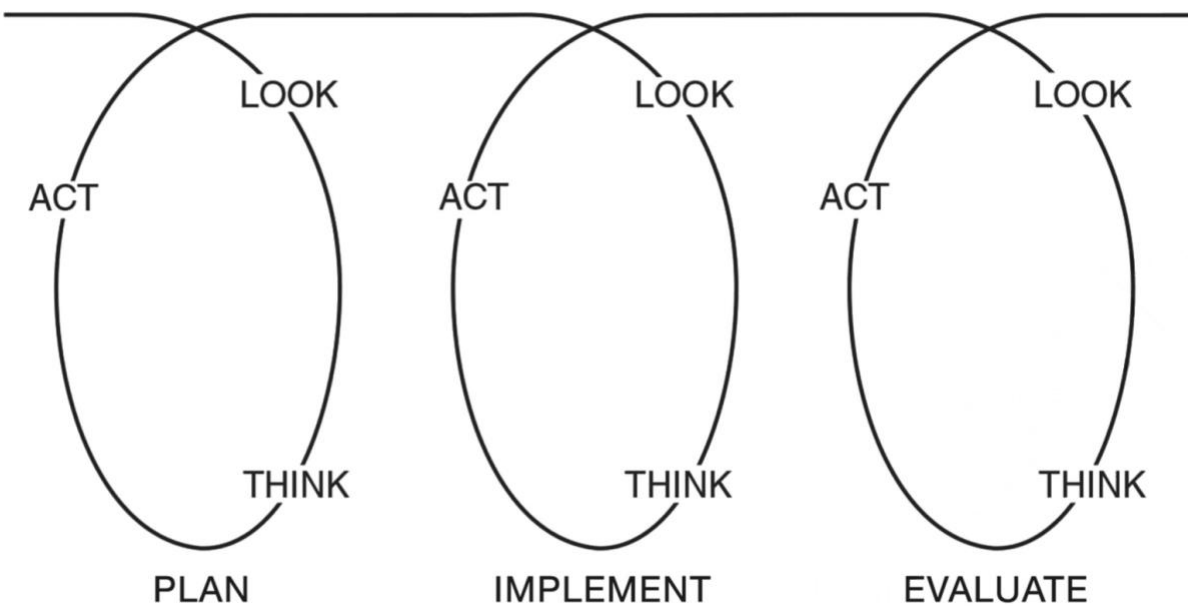 LOOK LOOK LOOK
ACT ACT ACT
THINK THINK THINK
PLAN IMPLEMENT EVALUATE